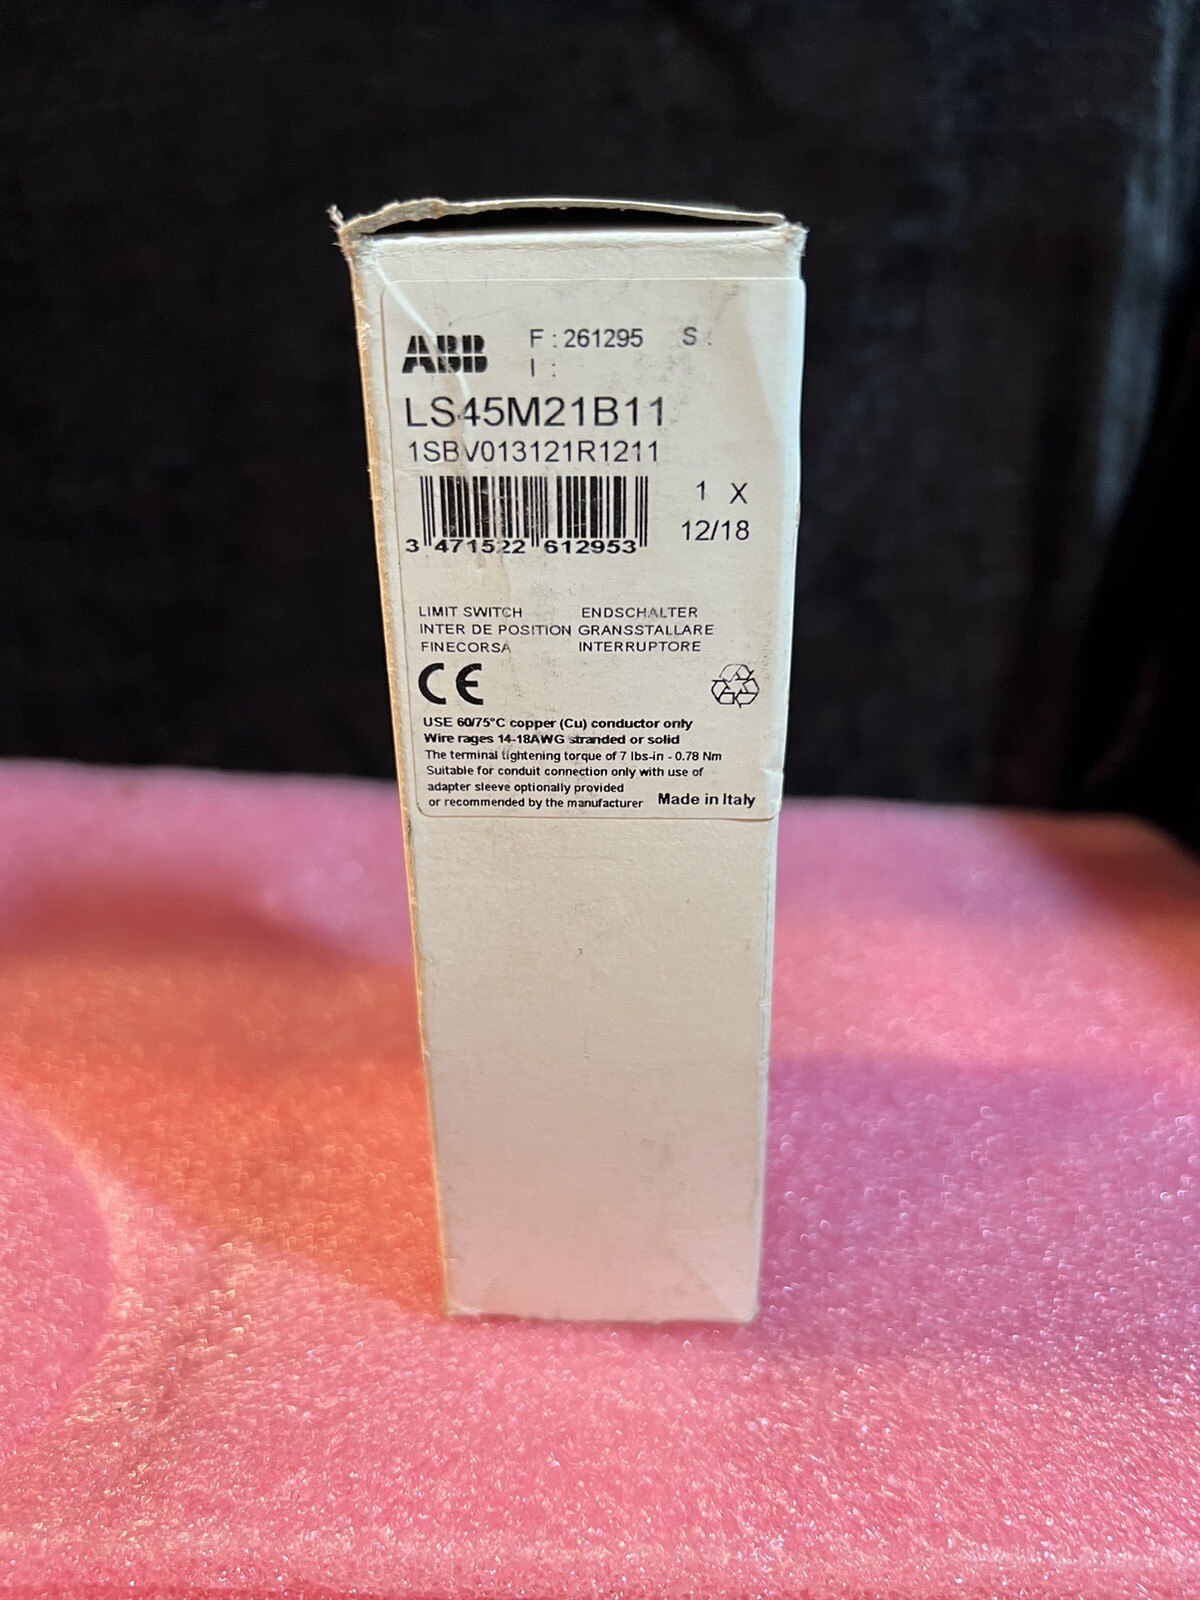 ABB F : 261295 S :
I :
LS45M21B11
1SBV013121R1211
1 X
3 471522 612953
12/18
LIMIT SWITCH ENDSCHALTER
INTER DE POSITION GRANSSTALLARE
FINECORSA INTERRUPTORE
CE
USE 60/75°C copper (Cu) conductor only
Wire rages 14-18AWG stranded or solid
The terminal tightening torque of 7 lbs-in - 0.78 Nm
Suitable for conduit connection only with use of
adapter sleeve optionally provided
or recommended by the manufacturer Made in Italy